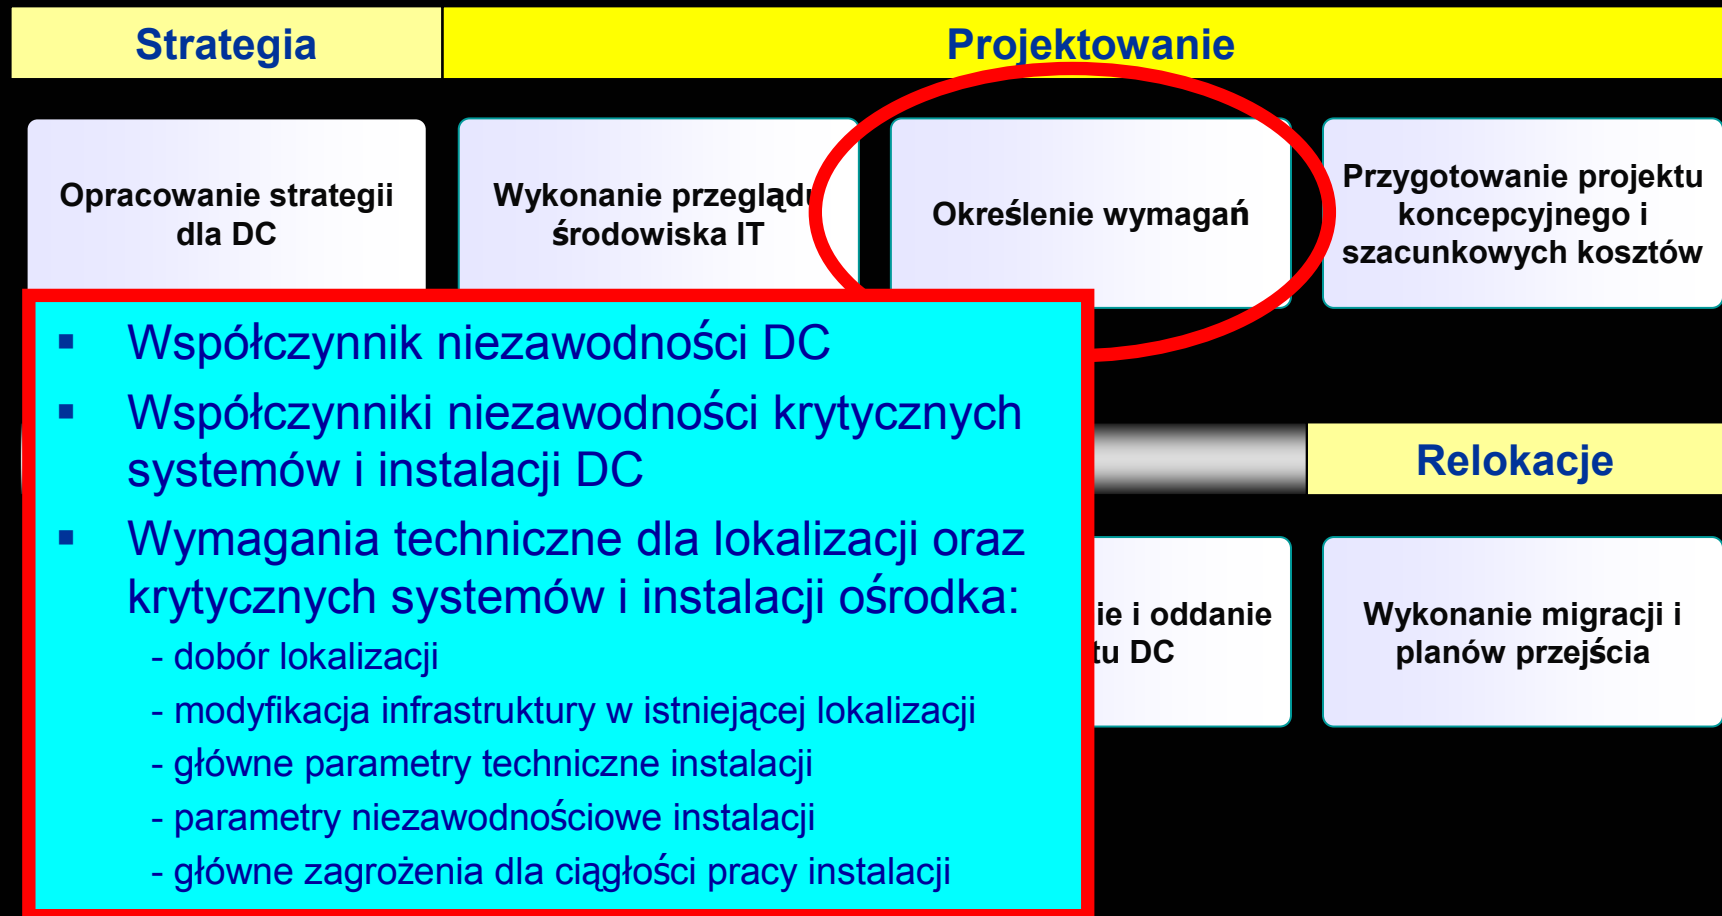 Strategia
Projektowanie
Opracowanie strategii
dla DC
Wykonanie przeglądu
środowiska IT
Określenie wymagań
Przygotowanie projektu
koncepcyjnego i
szacunkowych kosztów
▪ Współczynnik niezawodności DC
▪ Współczynniki niezawodności krytycznych
systemów i instalacji DC
▪ Wymagania techniczne dla lokalizacji oraz
krytycznych systemów i instalacji ośrodka:
- dobór lokalizacji
- modyfikacja infrastruktury w istniejącej lokalizacji
- główne parametry techniczne instalacji
- parametry niezawodnościowe instalacji
- główne zagrożenia dla ciągłości pracy instalacji
Relokacje
i oddanie
DC
Wykonanie migracji i
planów przejścia